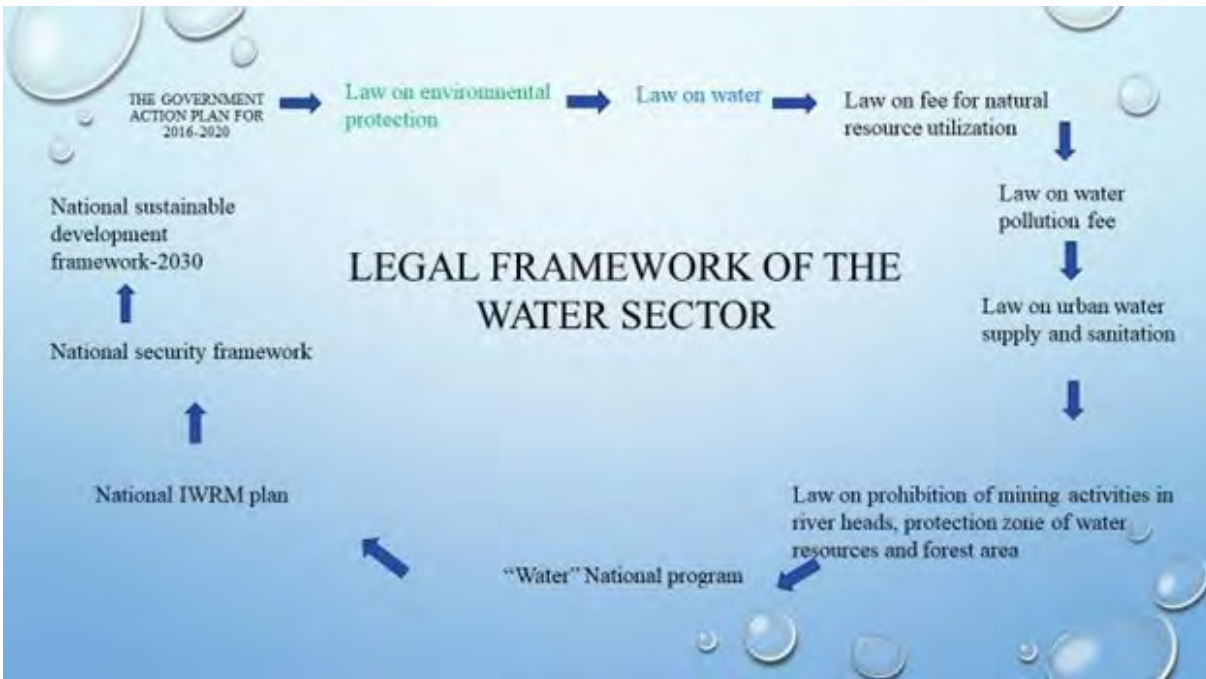 THE GOVERNMENT
ACTION PLAN FOR
2016-2020
Law on environmental
protection
Law on water
Law on fee for natural
resource utilization
Law on water
pollution fee
Law on urban water
supply and sanitation
Law on prohibition of mining activities in
river heads, protection zone of water
resources and forest area
“Water” National program
National IWRM plan
National security framework
National sustainable
development
framework-2030
LEGAL FRAMEWORK OF THE
WATER SECTOR